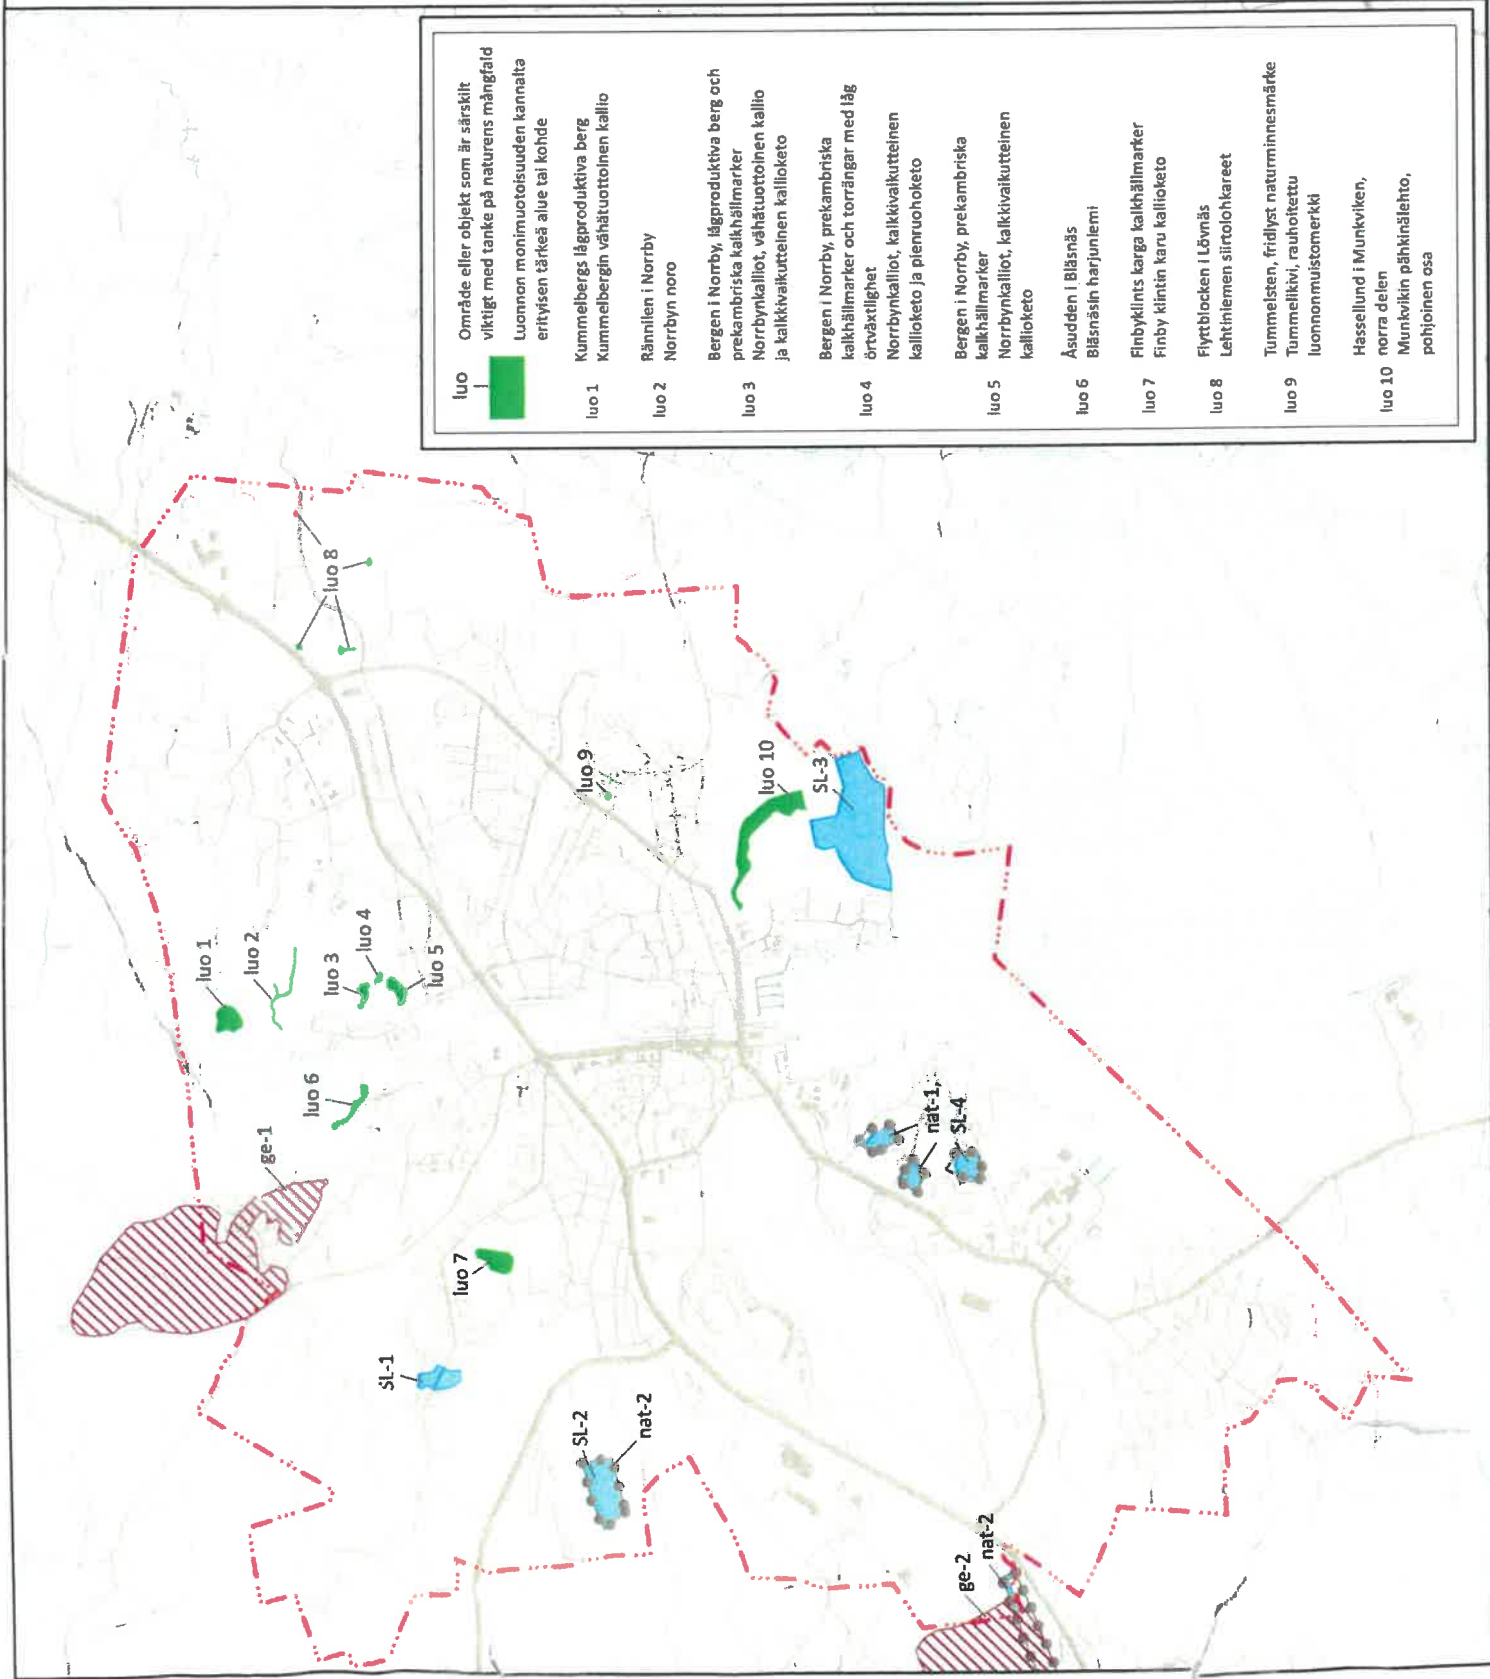 luo
Område eller objekt som är särskilt
viktigt med tanke på naturens mångfald
Luonnon monimuotoisuuden kannalta
erityisen tärkeä alue tai kohde
luo 1
Kummelbergs lågproduktiva berg
Kummelbergin vähätuottoinen kallio
luo 2
Rännilen i Norrby
Norrbyn noro
luo 3
Bergen i Norrby, lågproduktiva berg och
prekambriska kalkhällmarker
Norrbynkalliot, vähätuottoinen kallio
ja kalkkivaikutteinen kallioketo
luo 4
Bergen i Norrby, prekambriska
kalkhällmarker och torrängar med låg
örtväxtlighet
Norrbynkalliot, kalkkivaikutteinen
kallioketo ja pienruohoketo
luo 5
Bergen i Norrby, prekambriska
kalkhällmarker
Norrbynkalliot, kalkkivaikutteinen
kallioketo
luo 6
Åsudden i Bläsnäs
Bläsnäsin harjuniemi
luo 7
Finbyklints karga kalkhällmarker
Finby klintin karu kallioketo
luo 8
Flyttblocken i Lövnäs
Lehtiniemen siirtolohkareet
luo 9
Tummelsten, fridlyst naturminnesmärke
Tummelikivi, rauhoitettu
luonnonmuistomerkki
luo 10
Hassellund i Munkviken,
norra delen
Munkvikin pähkinälehto,
pohjoinen osa
luo 1
luo 2
luo 3
luo 4
luo 5
luo 6
ge-1
luo 8
luo 9
luo 10
SL-3
luo 7
SL-1
SL-2
nat-2
nat-1,
SL-4
ge-2
nat-2